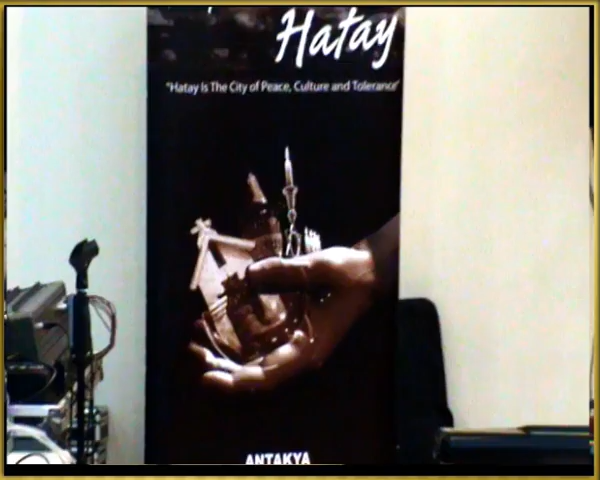 Hatay
"Hatay Is The City of Peace, Culture and Tolerance"
ANTAKYA